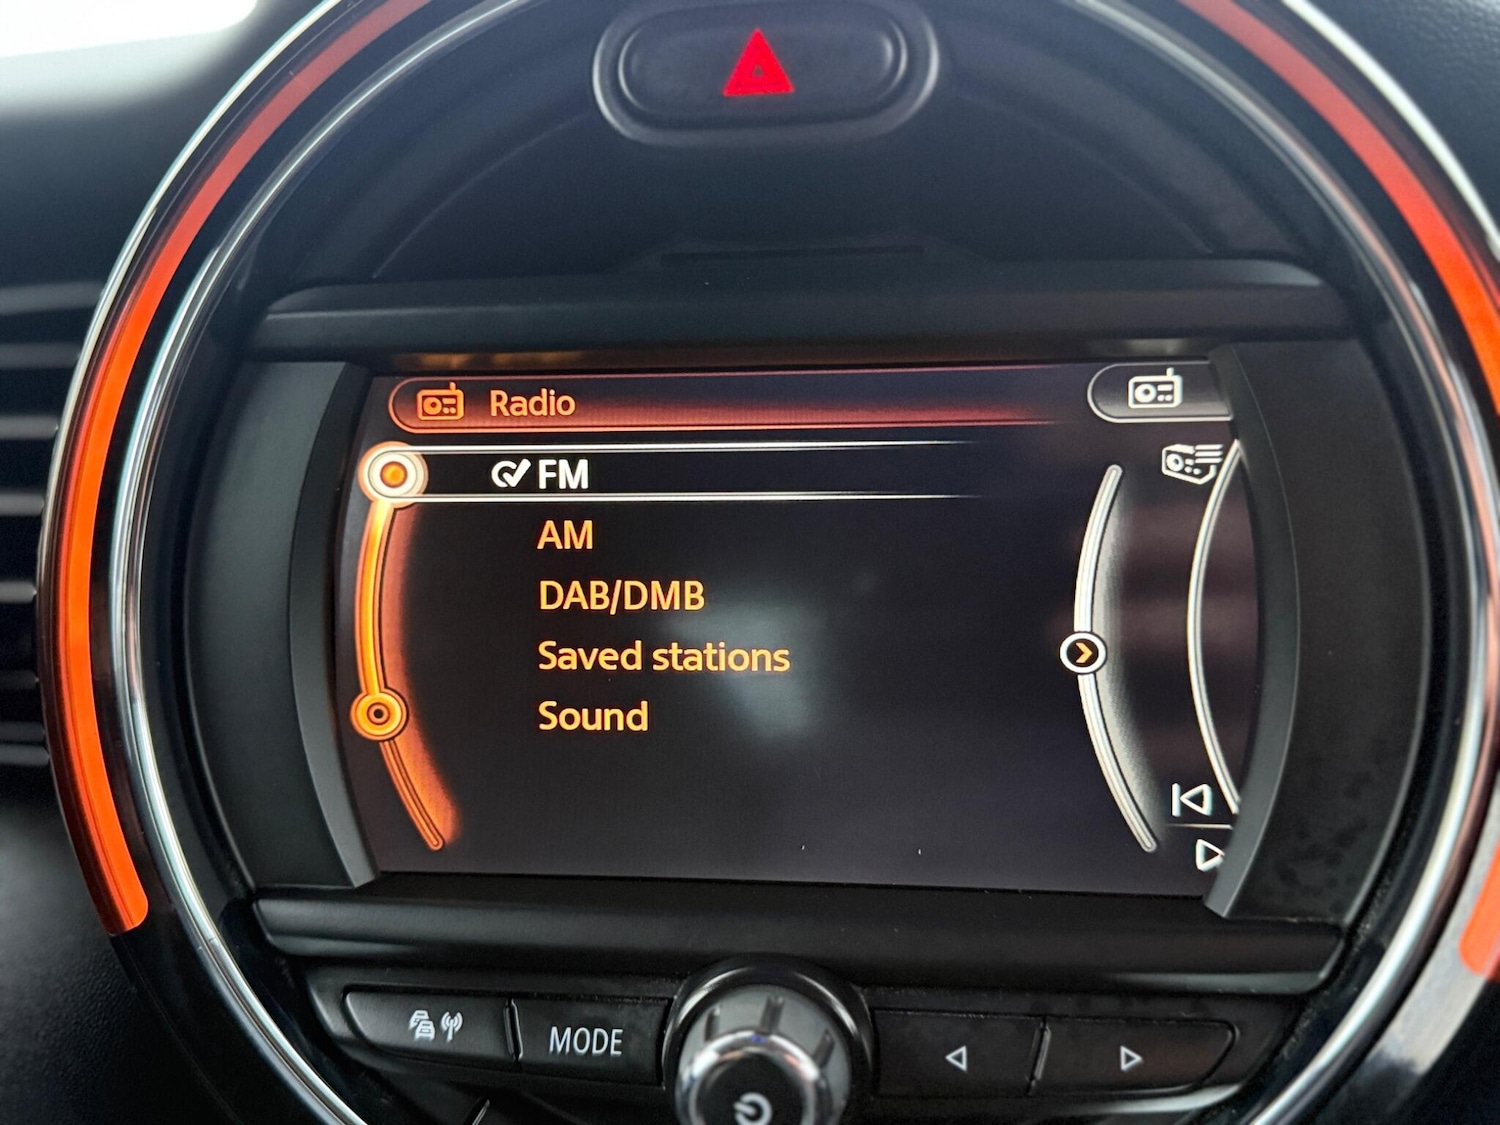 Radio
FM
AM
DAB/DMB
Saved stations
Sound
MODE